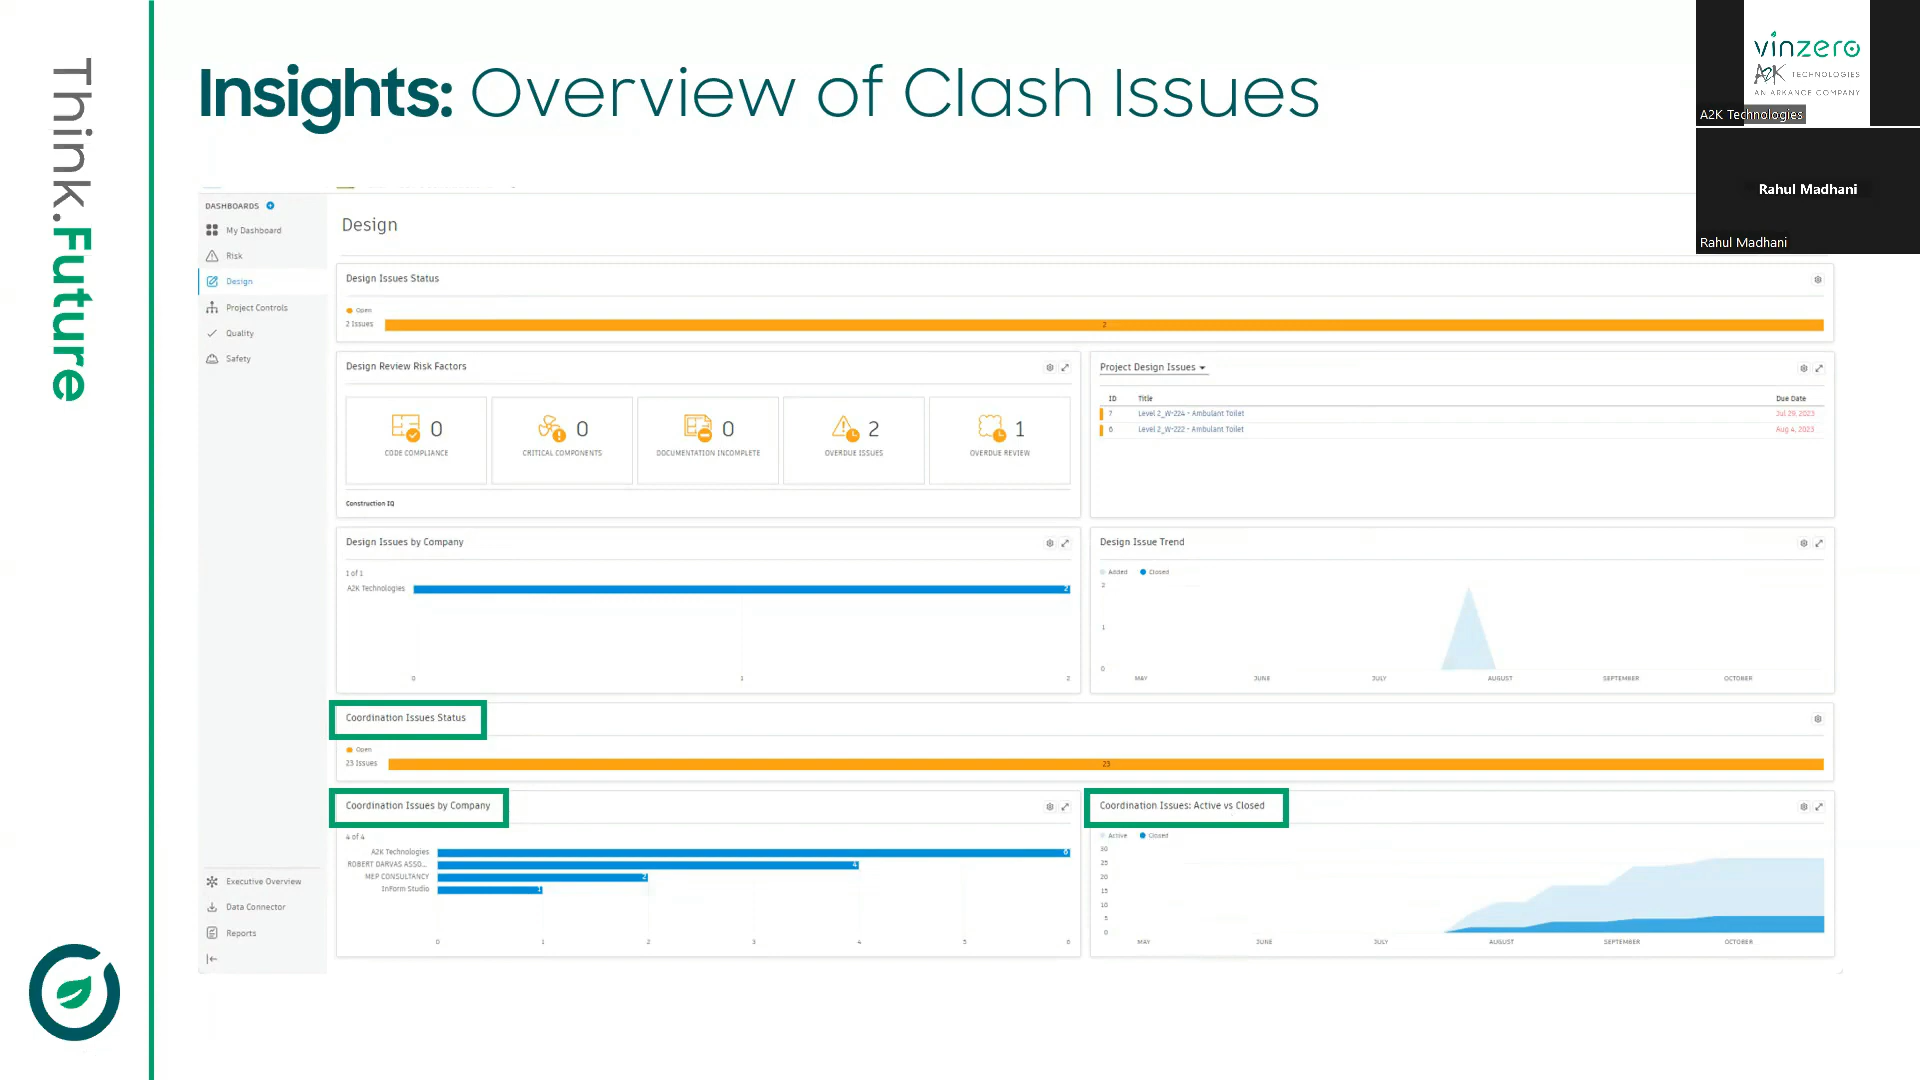 Think.Future
Insights: Overview of Clash Issues
vinzero
A2K TECHNOLOGIES
AN ARKANCE COMPANY
A2K Technologies
Rahul Madhani
Rahul Madhani
DASHBOARDS
My Dashboard
Risk
Design
Project Controls
Quality
Safety
Executive Overview
Data Connector
Reports
Design
Design Issues Status
Open
2 Issues
2
Design Review Risk Factors
0
CODE COMPLIANCE
0
CRITICAL COMPONENTS
0
DOCUMENTATION INCOMPLETE
2
OVERDUE ISSUES
1
OVERDUE REVIEW
Construction IQ
Project Design Issues
ID Title Due Date
7 Level 2_W-224 - Ambulant Toilet Jul 29, 2023
6 Level 2_W-222 - Ambulant Toilet Aug 4, 2023
Design Issues by Company
1 of 1
A2K Technologies 2
0 1 2
Design Issue Trend
Added Closed
2
1
0
MAY JUNE JULY AUGUST SEPTEMBER OCTOBER
Coordination Issues Status
Open
23 Issues
23
Coordination Issues by Company
4 of 4
A2K Technologies 6
ROBERT DARVAS ASSO... 4
MEP CONSULTANCY 2
InForm Studio 1
0 1 2 3 4 5 6
Coordination Issues: Active vs Closed
Active Closed
30
25
20
15
10
5
0
MAY JUNE JULY AUGUST SEPTEMBER OCTOBER